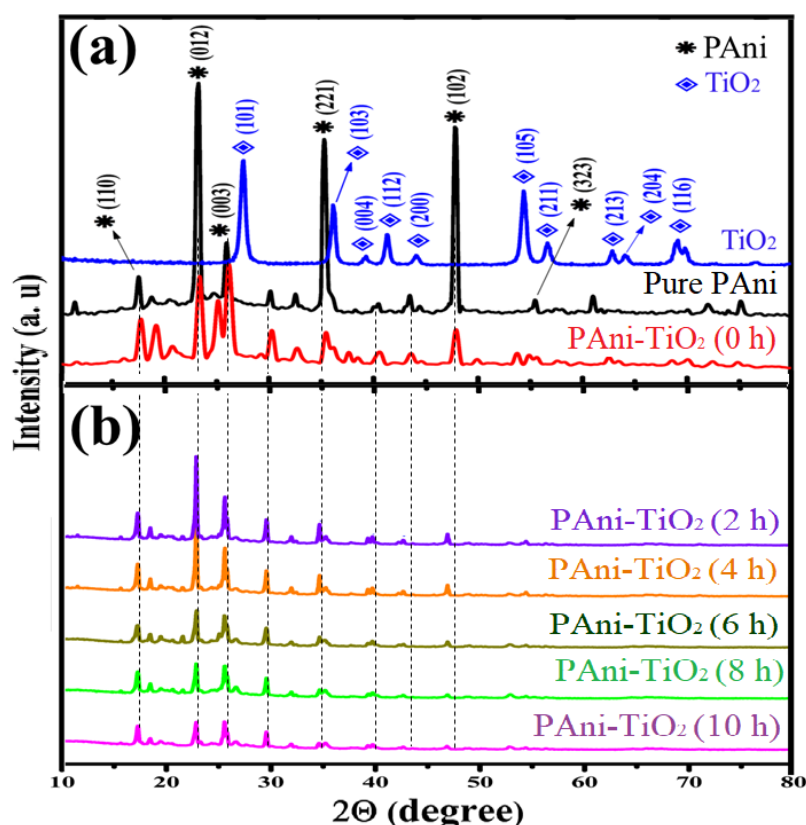 (a)
✱ PAni
◈ TiO₂
✱ (110)
✱ (012)
✱ (003)
◈ (101)
✱ (221)
◈ (103)
◈ (004)
◈ (112)
◈ (200)
✱ (102)
◈ (105)
◈ (211)
✱ (323)
◈ (213)
◈ (204)
◈ (116)
TiO₂
Pure PAni
PAni-TiO₂ (0 h)
Intensity (a. u)
(b)
PAni-TiO₂ (2 h)
PAni-TiO₂ (4 h)
PAni-TiO₂ (6 h)
PAni-TiO₂ (8 h)
PAni-TiO₂ (10 h)
10 20 30 40 50 60 70 80
2Θ (degree)